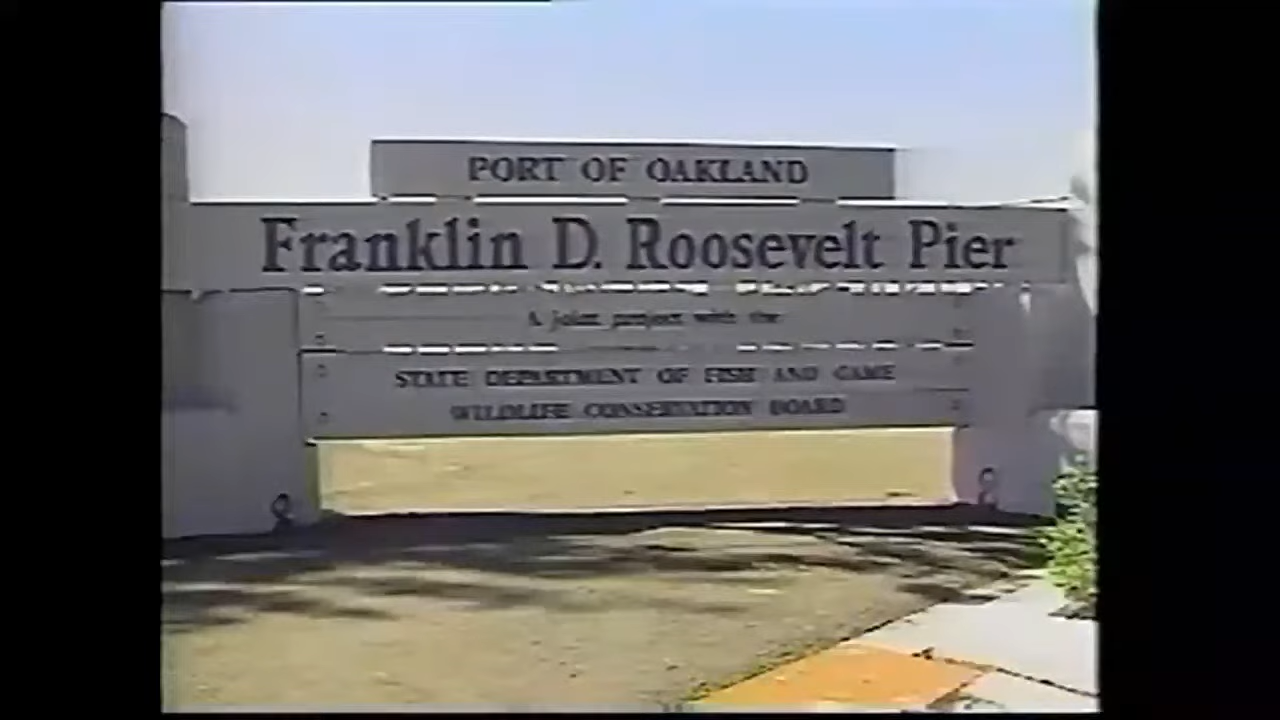 PORT OF OAKLAND
Franklin D. Roosevelt Pier
A joint project with the
STATE DEPARTMENT OF FISH AND GAME
WILDLIFE CONSERVATION BOARD